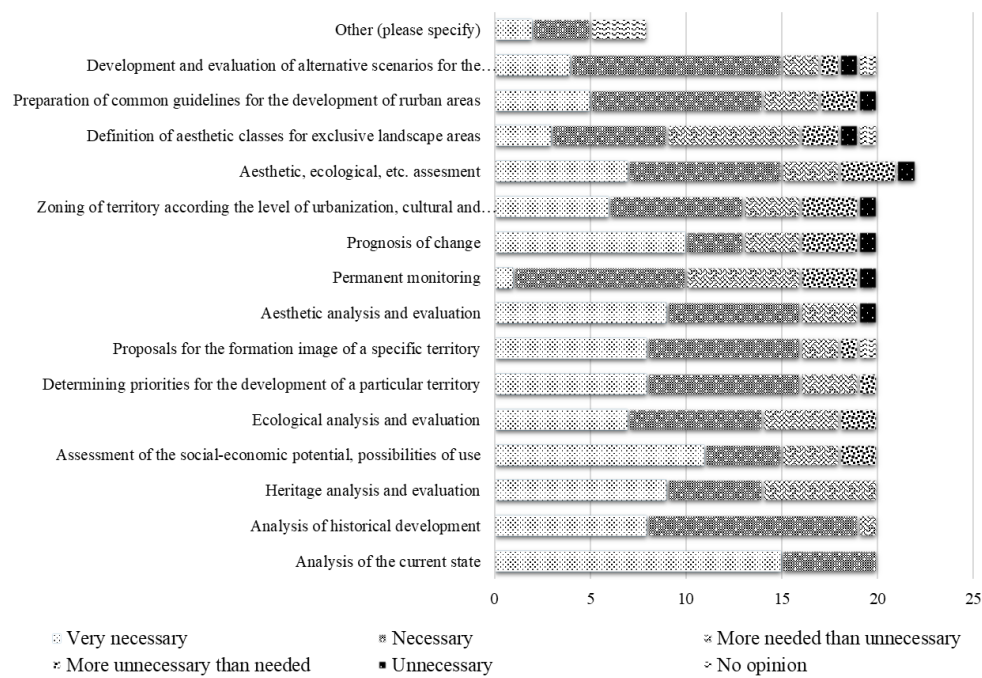 Other (please specify)
Development and evaluation of alternative scenarios for the…
Preparation of common guidelines for the development of rurban areas
Definition of aesthetic classes for exclusive landscape areas
Aesthetic, ecological, etc. assesment
Zoning of territory according the level of urbanization, cultural and…
Prognosis of change
Permanent monitoring
Aesthetic analysis and evaluation
Proposals for the formation image of a specific territory
Determining priorities for the development of a particular territory
Ecological analysis and evaluation
Assessment of the social-economic potential, possibilities of use
Heritage analysis and evaluation
Analysis of historical development
Analysis of the current state
0 5 10 15 20 25
Very necessary Necessary More needed than unnecessary
More unnecessary than needed Unnecessary No opinion